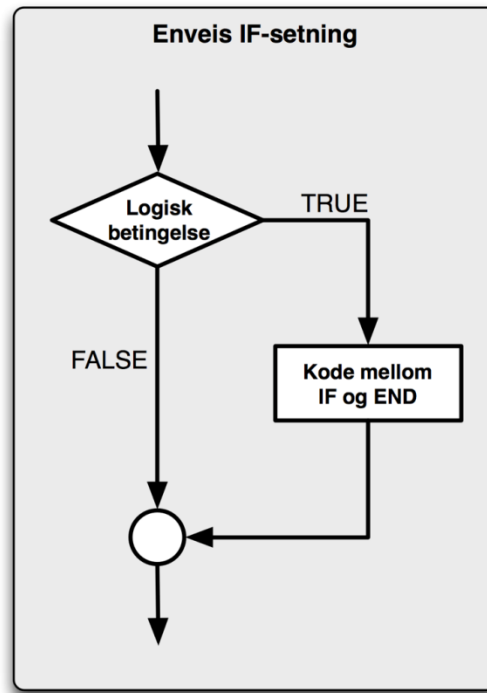 Enveis IF-setning
Logisk
betingelse
TRUE
FALSE
Kode mellom
IF og END